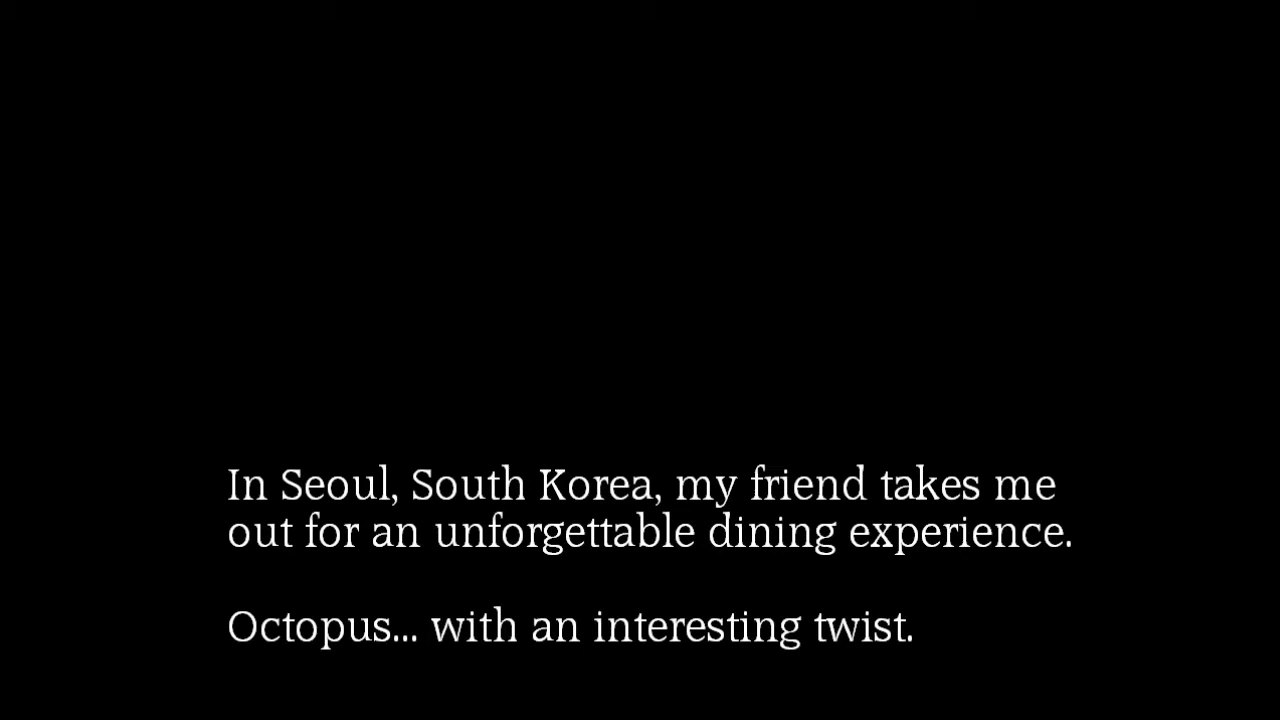 In Seoul, South Korea, my friend takes me
out for an unforgettable dining experience.
Octopus... with an interesting twist.